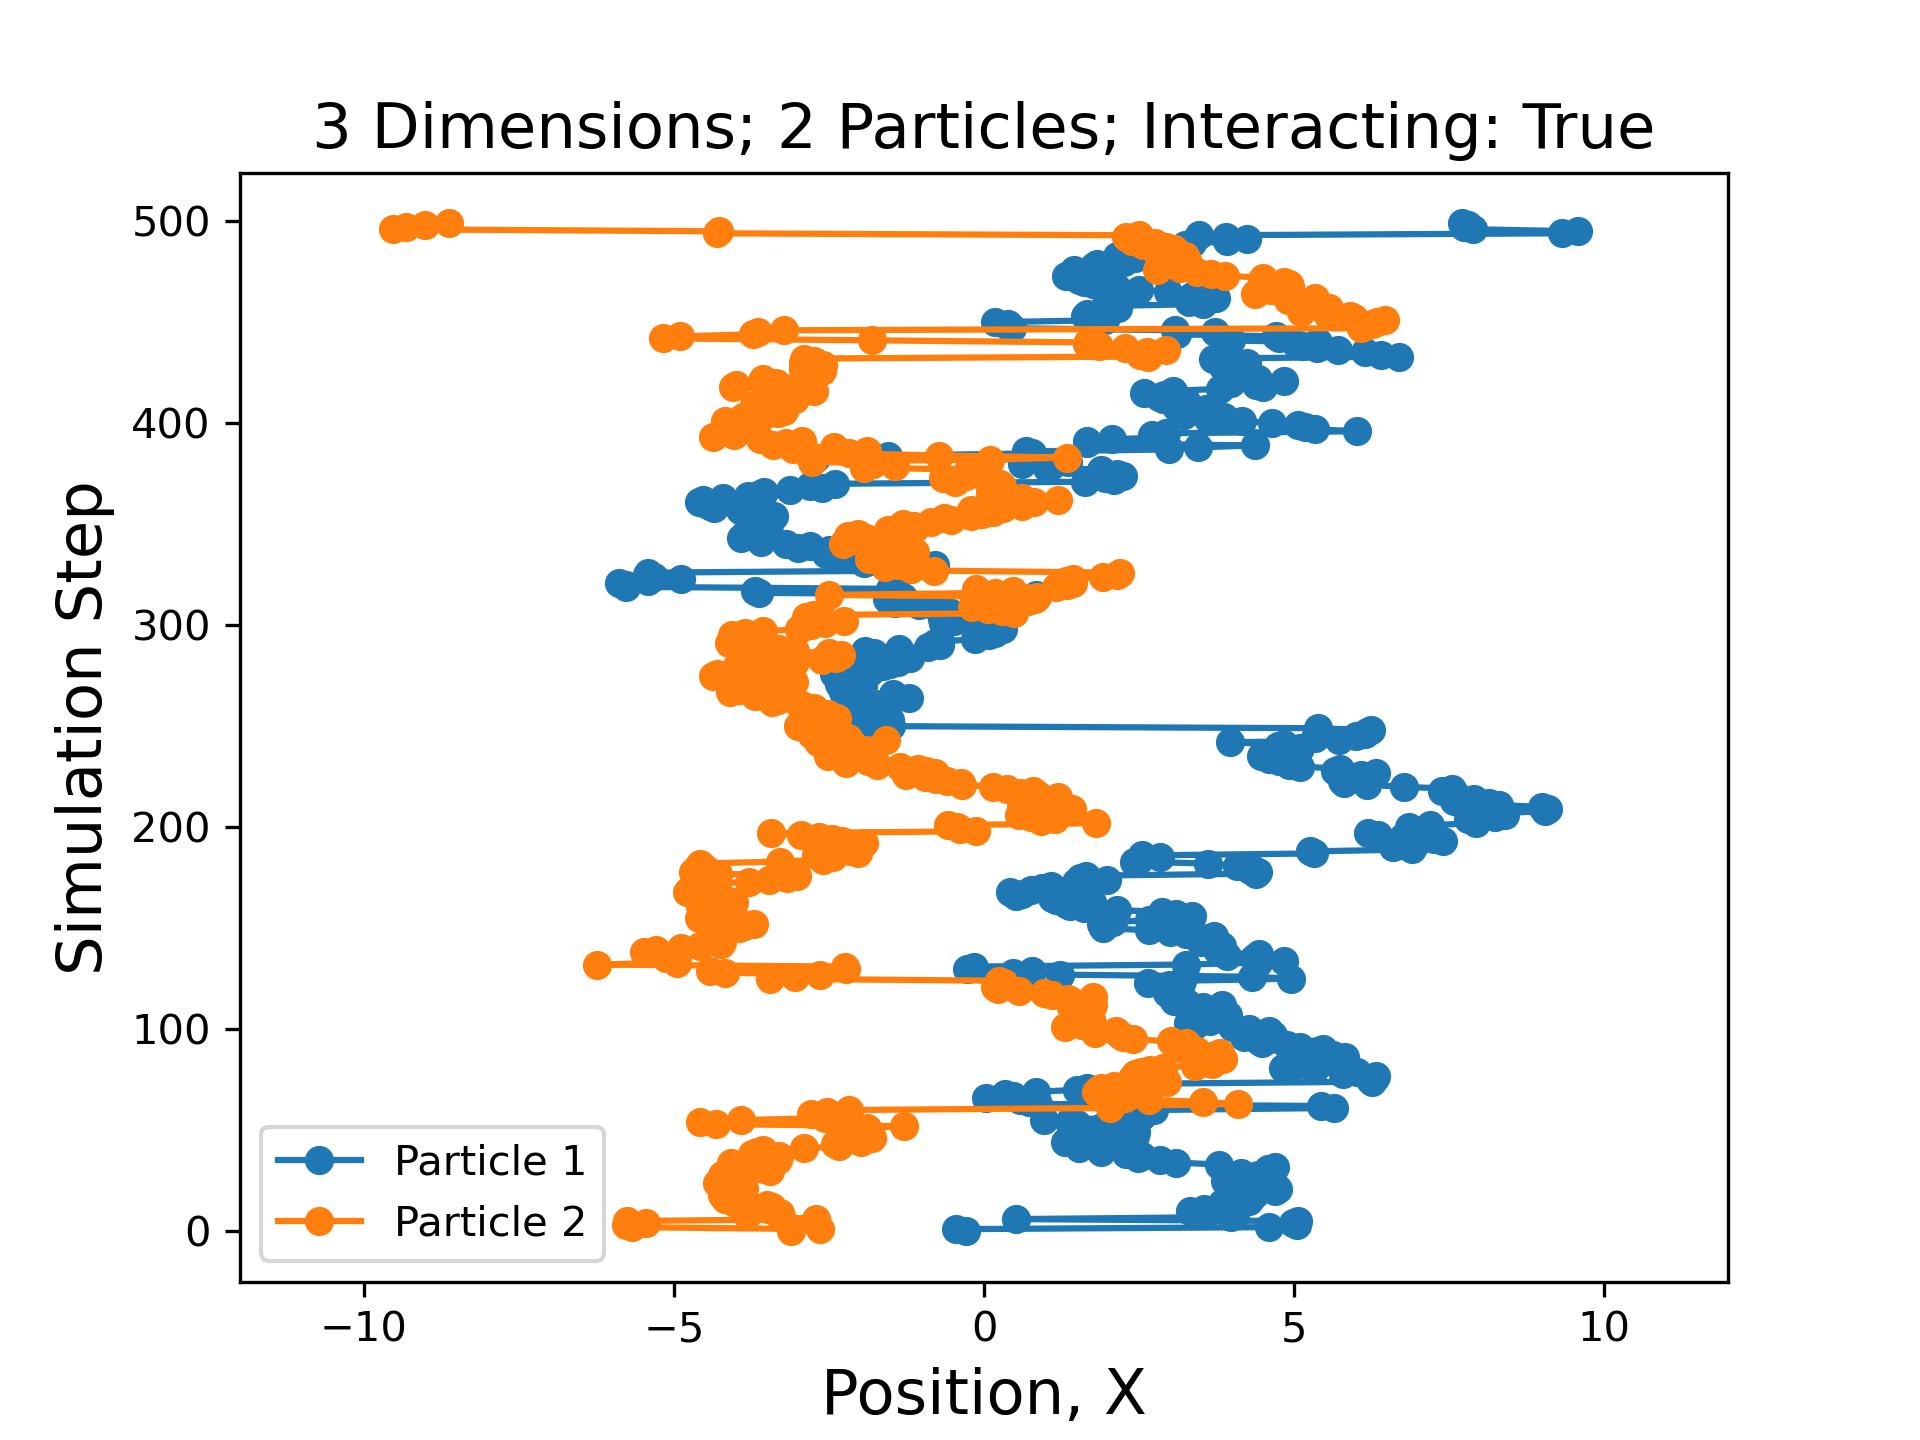 3 Dimensions; 2 Particles; Interacting: True
500
400
300
200
100
0
Simulation Step
Particle 1
Particle 2
−10
−5
0
5
10
Position, X